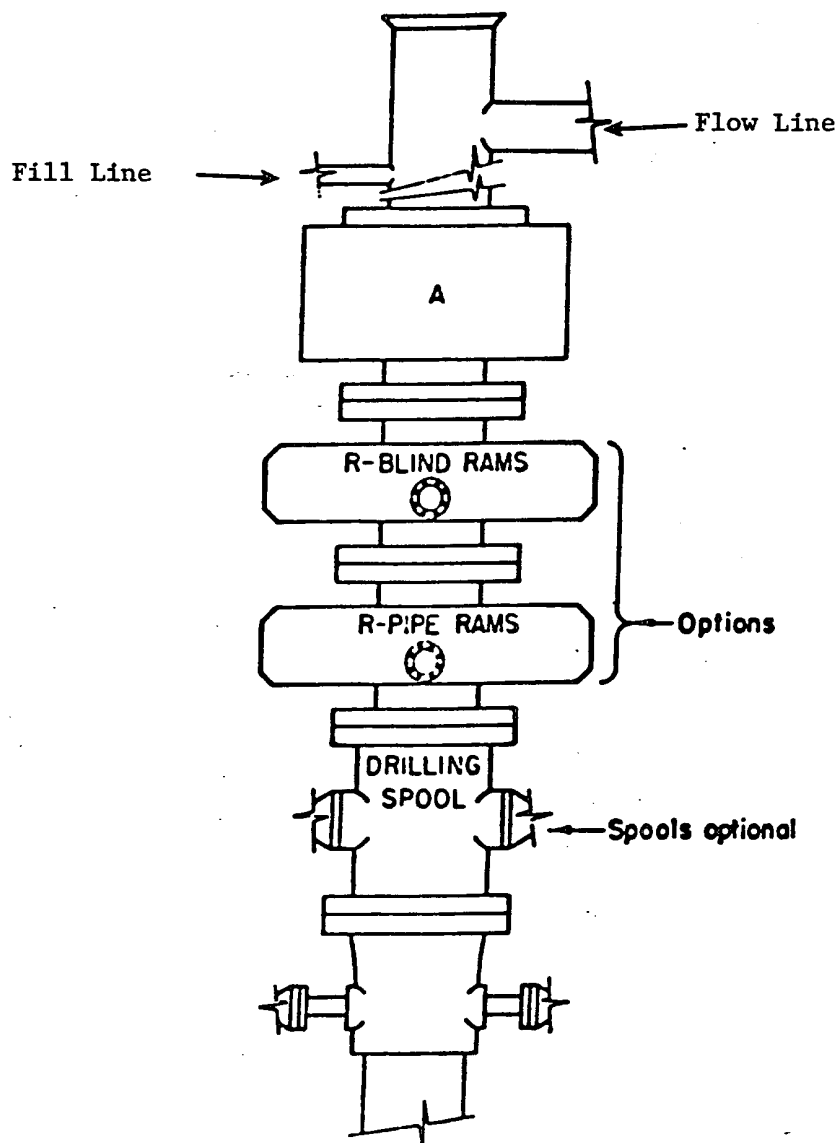 Flow Line
Fill Line
A
R-BLIND RAMS
R-PIPE RAMS
Options
DRILLING
SPOOL
Spools optional